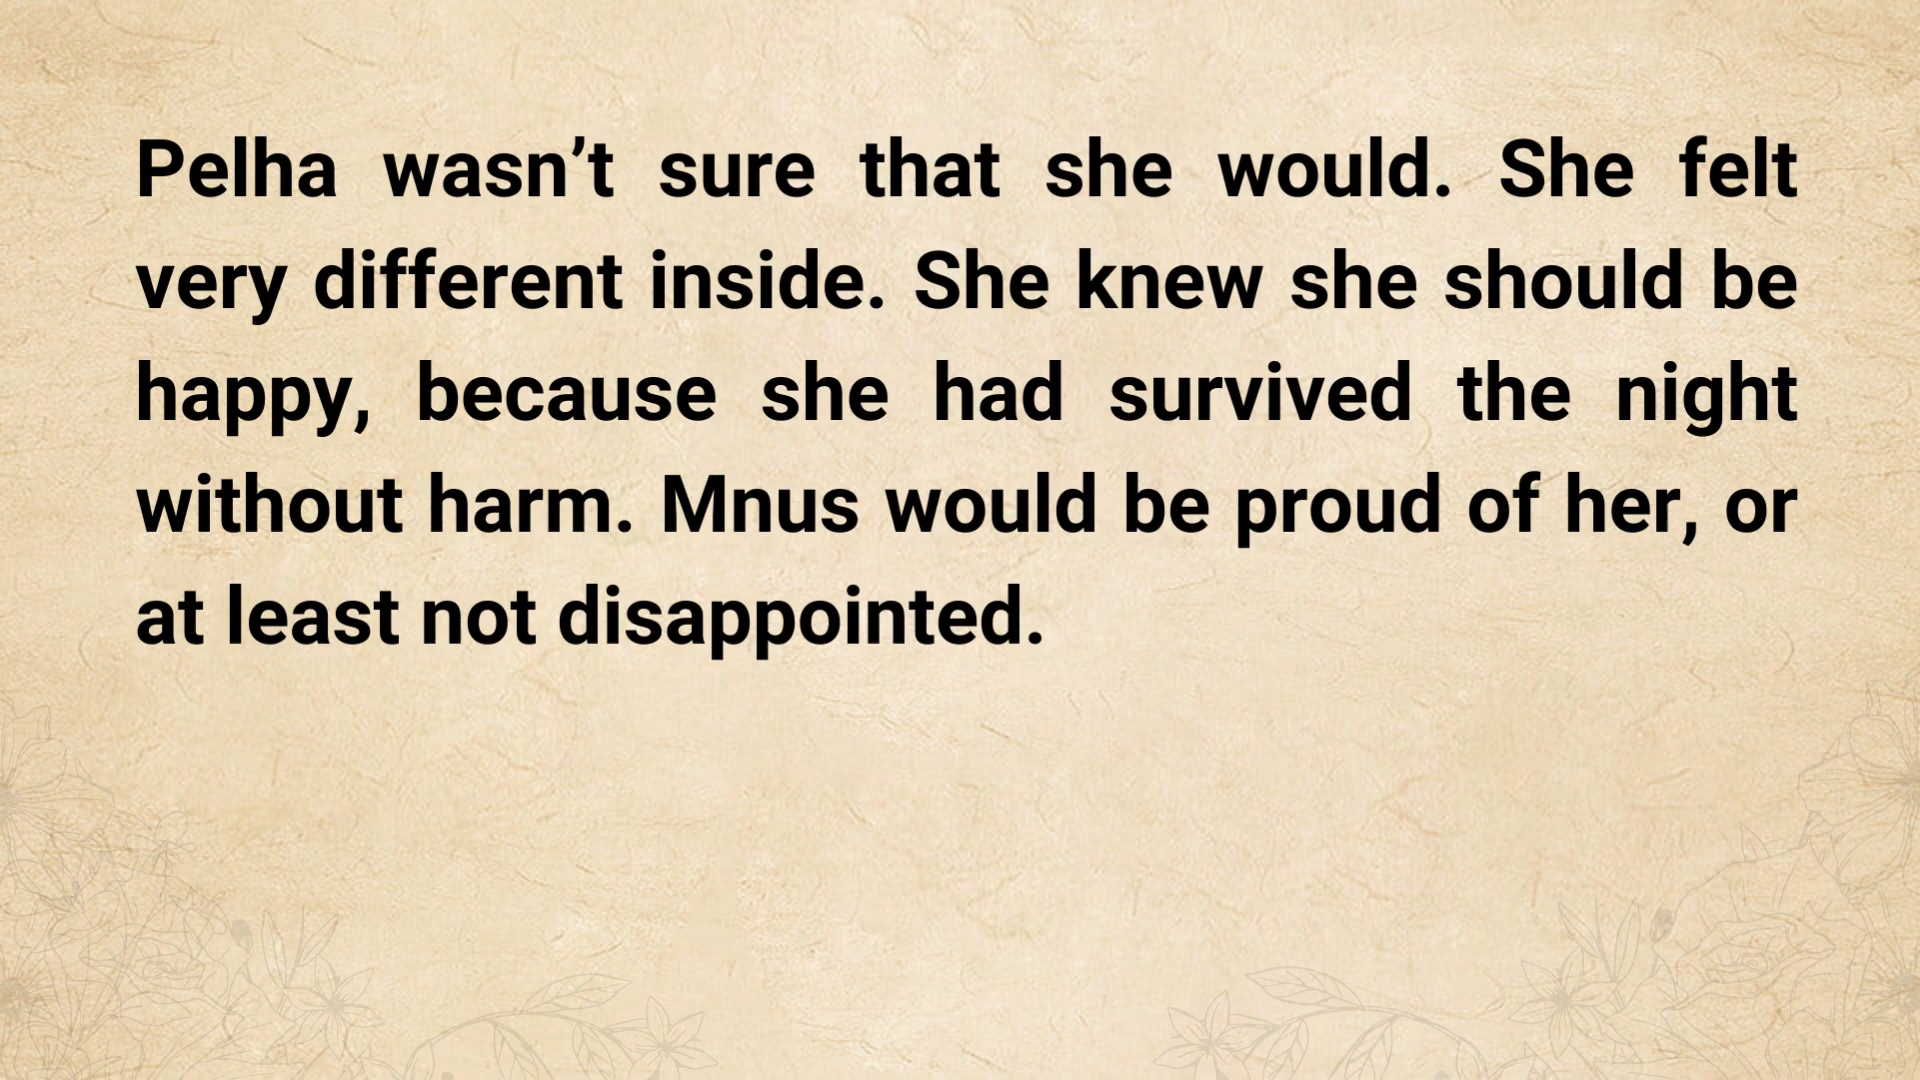 Pelha wasn’t sure that she would. She felt
very different inside. She knew she should be
happy, because she had survived the night
without harm. Mnus would be proud of her, or
at least not disappointed.